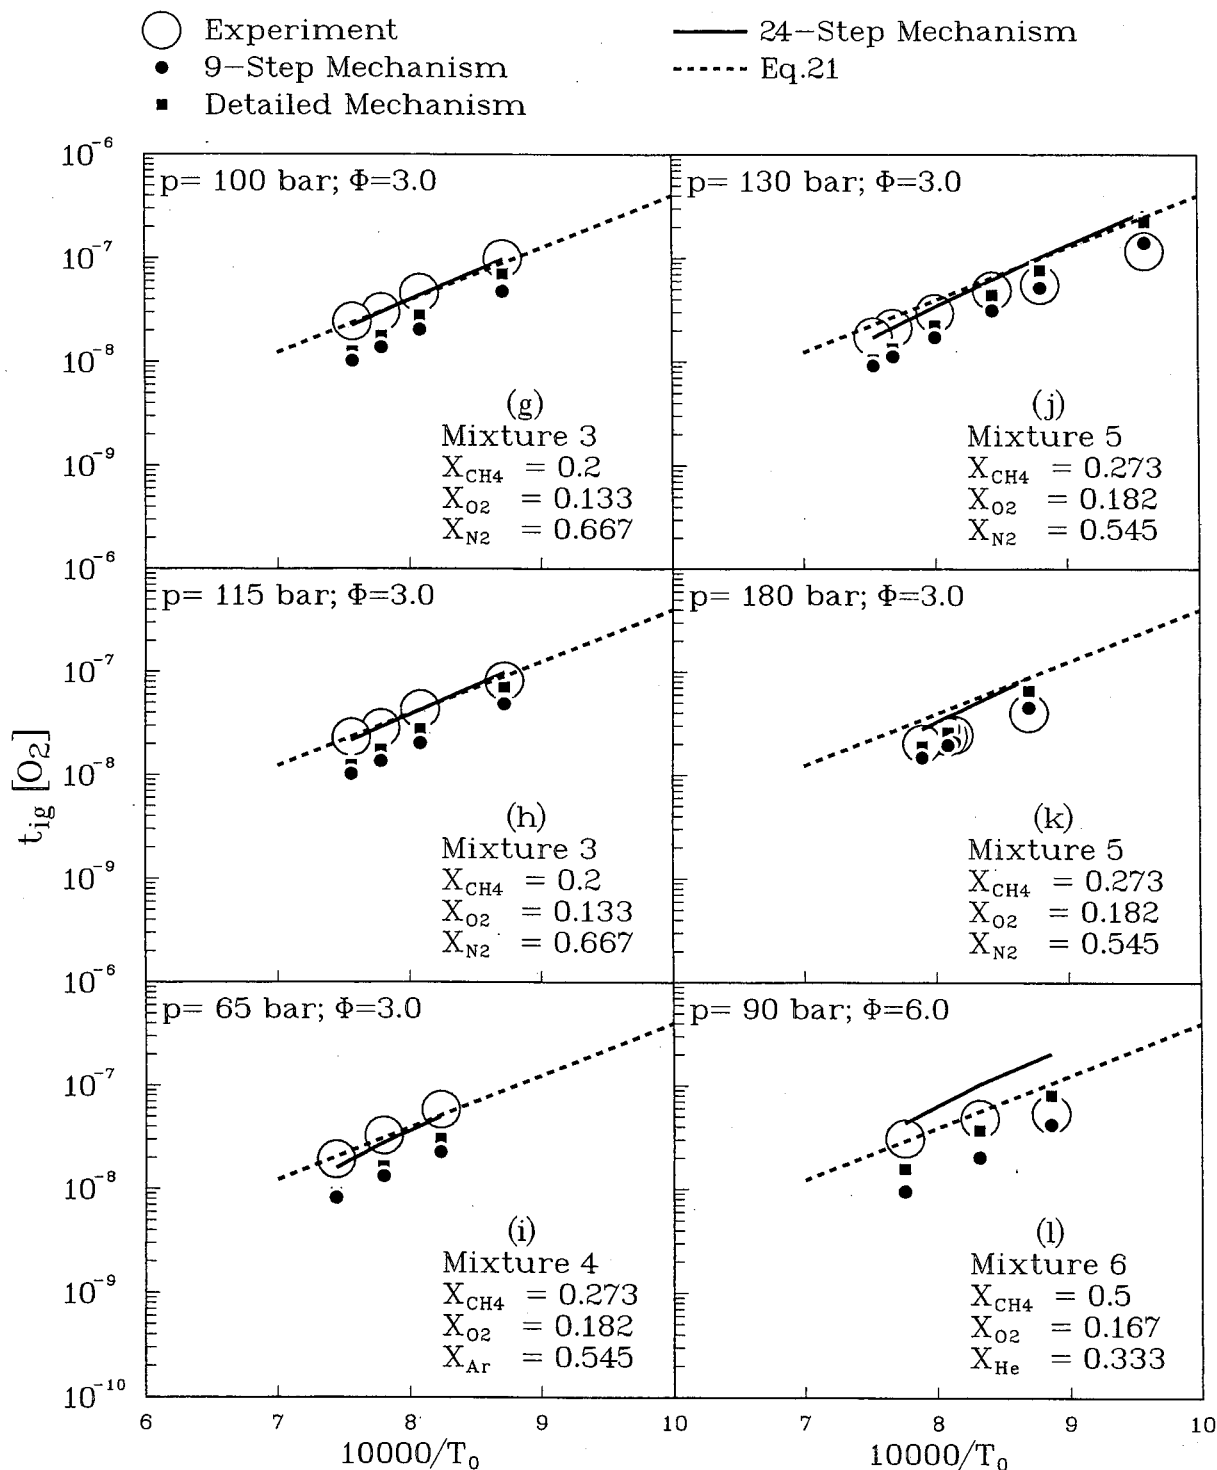 Experiment
24-Step Mechanism
9-Step Mechanism
Eq.21
Detailed Mechanism
t_ig [O₂]
10⁻⁶
10⁻⁷
10⁻⁸
10⁻⁹
10⁻⁶
10⁻⁷
10⁻⁸
10⁻⁹
10⁻⁶
10⁻⁷
10⁻⁸
10⁻⁹
10⁻¹⁰
p= 100 bar; Φ=3.0
(g)
Mixture 3
X_CH4 = 0.2
X_O2 = 0.133
X_N2 = 0.667
p= 130 bar; Φ=3.0
(j)
Mixture 5
X_CH4 = 0.273
X_O2 = 0.182
X_N2 = 0.545
p= 115 bar; Φ=3.0
(h)
Mixture 3
X_CH4 = 0.2
X_O2 = 0.133
X_N2 = 0.667
p= 180 bar; Φ=3.0
(k)
Mixture 5
X_CH4 = 0.273
X_O2 = 0.182
X_N2 = 0.545
p= 65 bar; Φ=3.0
(i)
Mixture 4
X_CH4 = 0.273
X_O2 = 0.182
X_Ar = 0.545
p= 90 bar; Φ=6.0
(l)
Mixture 6
X_CH4 = 0.5
X_O2 = 0.167
X_He = 0.333
6 7 8 9 10 7 8 9 10
10000/T₀ 10000/T₀